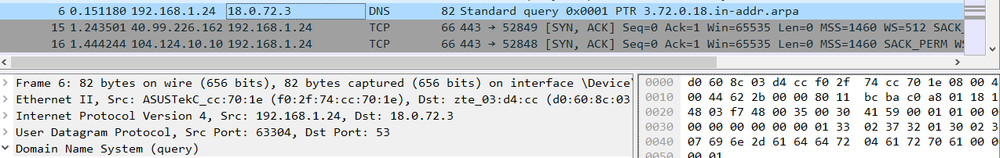 6 0.151180 192.168.1.24 18.0.72.3 DNS 82 Standard query 0x0001 PTR 3.72.0.18.in-addr.arpa
15 1.243501 40.99.226.162 192.168.1.24 TCP 66 443 → 52849 [SYN, ACK] Seq=0 Ack=1 Win=65535 Len=0 MSS=1460 WS=512 SACK_
16 1.444244 104.124.10.10 192.168.1.24 TCP 66 443 → 52848 [SYN, ACK] Seq=0 Ack=1 Win=65535 Len=0 MSS=1460 SACK_PERM W
Frame 6: 82 bytes on wire (656 bits), 82 bytes captured (656 bits) on interface \Device\
Ethernet II, Src: ASUSTekC_cc:70:1e (f0:2f:74:cc:70:1e), Dst: zte_03:d4:cc (d0:60:8c:03
Internet Protocol Version 4, Src: 192.168.1.24, Dst: 18.0.72.3
User Datagram Protocol, Src Port: 63304, Dst Port: 53
Domain Name System (query)
0000 d0 60 8c 03 d4 cc f0 2f 74 cc 70 1e 08 00 4
0010 00 44 62 2b 00 00 80 11 bc ba c0 a8 01 18 1
0020 48 03 f7 48 00 35 00 30 41 59 00 01 01 00 0
0030 00 00 00 00 00 00 01 33 02 37 32 01 30 02 3
0040 07 69 6e 2d 61 64 64 72 04 61 72 70 61 00 0
0050 00 01